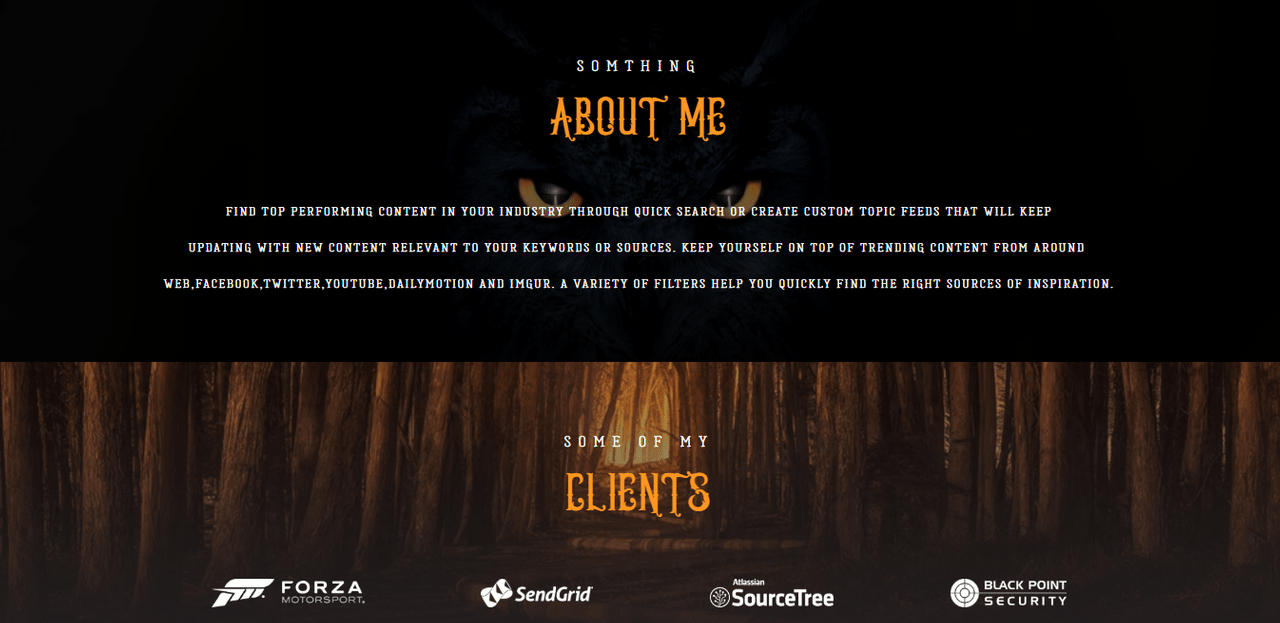 SOMTHING
ABOUT ME
FIND TOP PERFORMING CONTENT IN YOUR INDUSTRY THROUGH QUICK SEARCH OR CREATE CUSTOM TOPIC FEEDS THAT WILL KEEP
UPDATING WITH NEW CONTENT RELEVANT TO YOUR KEYWORDS OR SOURCES. KEEP YOURSELF ON TOP OF TRENDING CONTENT FROM AROUND
WEB,FACEBOOK,TWITTER,YOUTUBE,DAILYMOTION AND IMGUR. A VARIETY OF FILTERS HELP YOU QUICKLY FIND THE RIGHT SOURCES OF INSPIRATION.
SOME OF MY
CLIENTS
FORZA
MOTORSPORT®
SendGrid
Atlassian
SourceTree
BLACK POINT
SECURITY